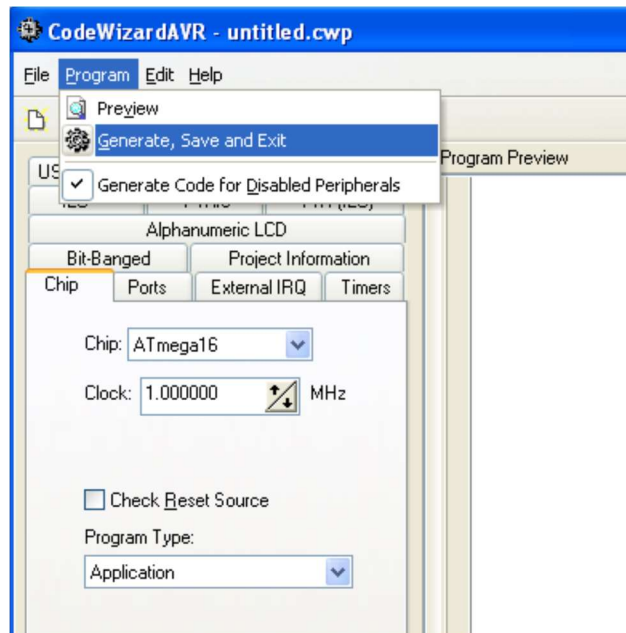 CodeWizardAVR - untitled.cwp
File Program Edit Help
Preview
Generate, Save and Exit
Generate Code for Disabled Peripherals
Program Preview
US
Alphanumeric LCD
Bit-Banged Project Information
Chip Ports External IRQ Timers
Chip: ATmega16
Clock: 1.000000 MHz
Check Reset Source
Program Type:
Application